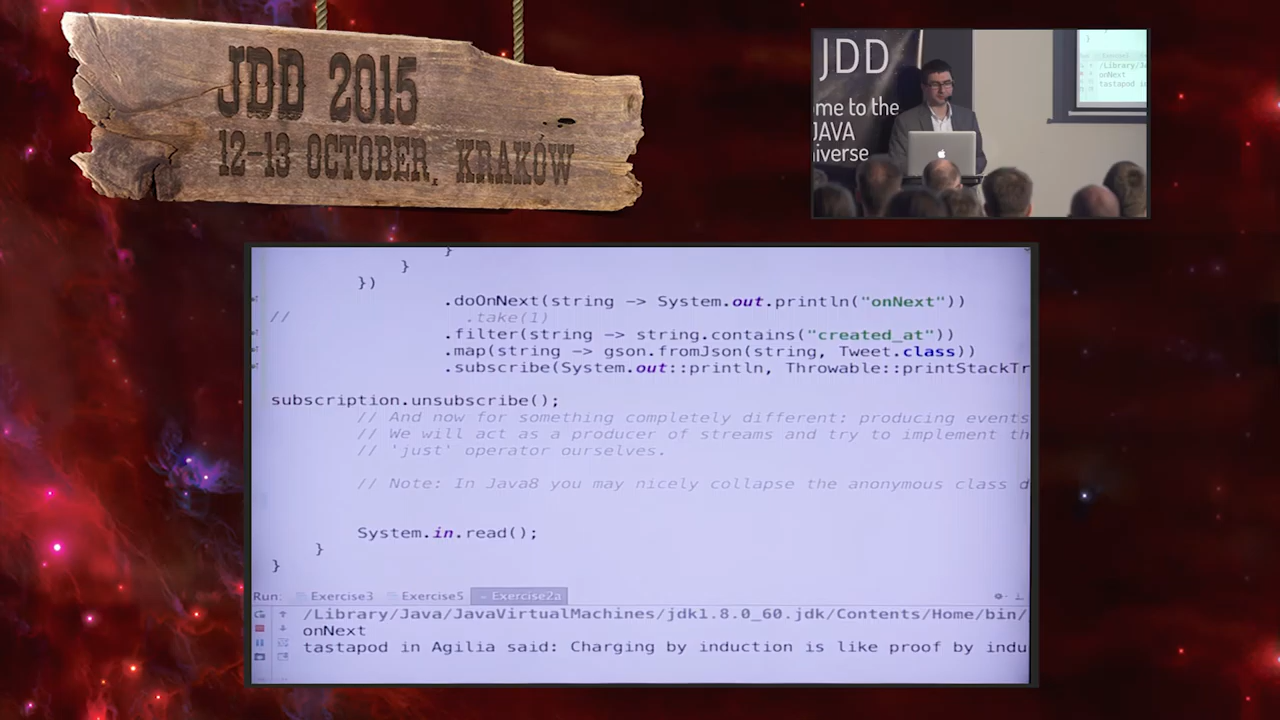 JDD 2015
12-13 OCTOBER, KRAKÓW
JDD
me to the
JAVA
iverse
/Library/Ja
onNext
tastapod in
}
}
})
.doOnNext(string -> System.out.println("onNext"))
// .take(1)
.filter(string -> string.contains("created_at"))
.map(string -> gson.fromJson(string, Tweet.class))
.subscribe(System.out::println, Throwable::printStackTr
subscription.unsubscribe();
// And now for something completely different: producing events
// We will act as a producer of streams and try to implement th
// 'just' operator ourselves.
// Note: In Java8 you may nicely collapse the anonymous class d
System.in.read();
}
}
Run: Exercise3 Exercise5 Exercise2a
/Library/Java/JavaVirtualMachines/jdk1.8.0_60.jdk/Contents/Home/bin/
onNext
tastapod in Agilia said: Charging by induction is like proof by indu